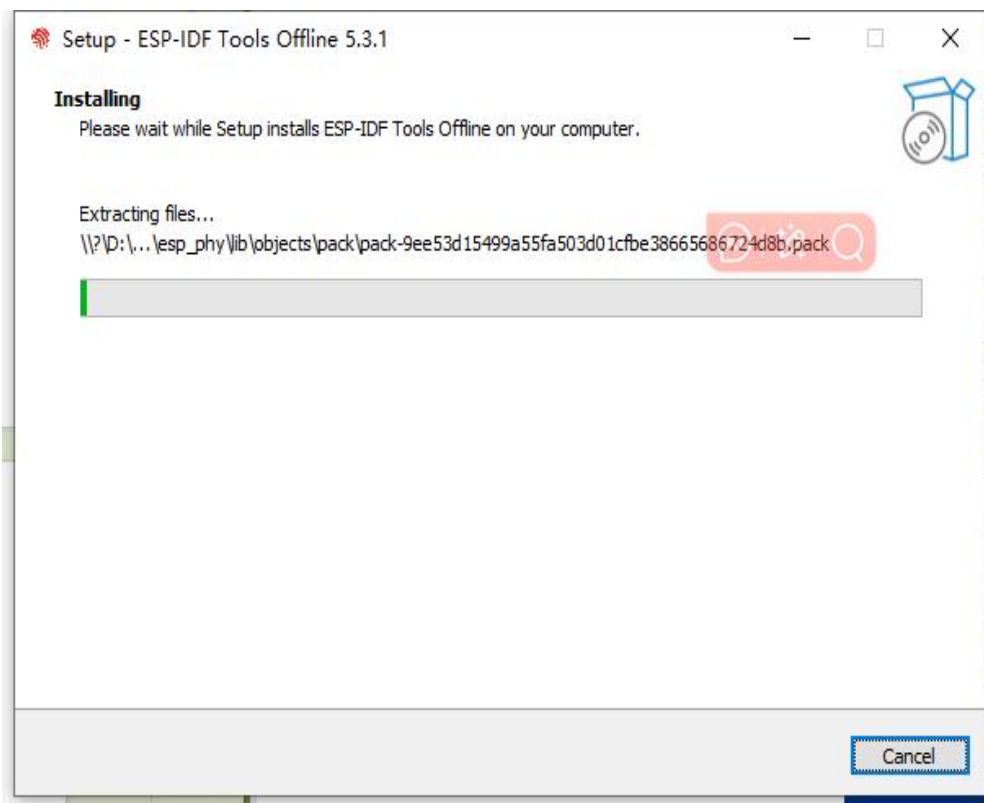 Setup - ESP-IDF Tools Offline 5.3.1
Installing
Please wait while Setup installs ESP-IDF Tools Offline on your computer.
Extracting files...
\\?\D:\...\esp_phy\lib\objects\pack\pack-9ee53d15499a55fa503d01cfbe38665686724d8b.pack
Cancel